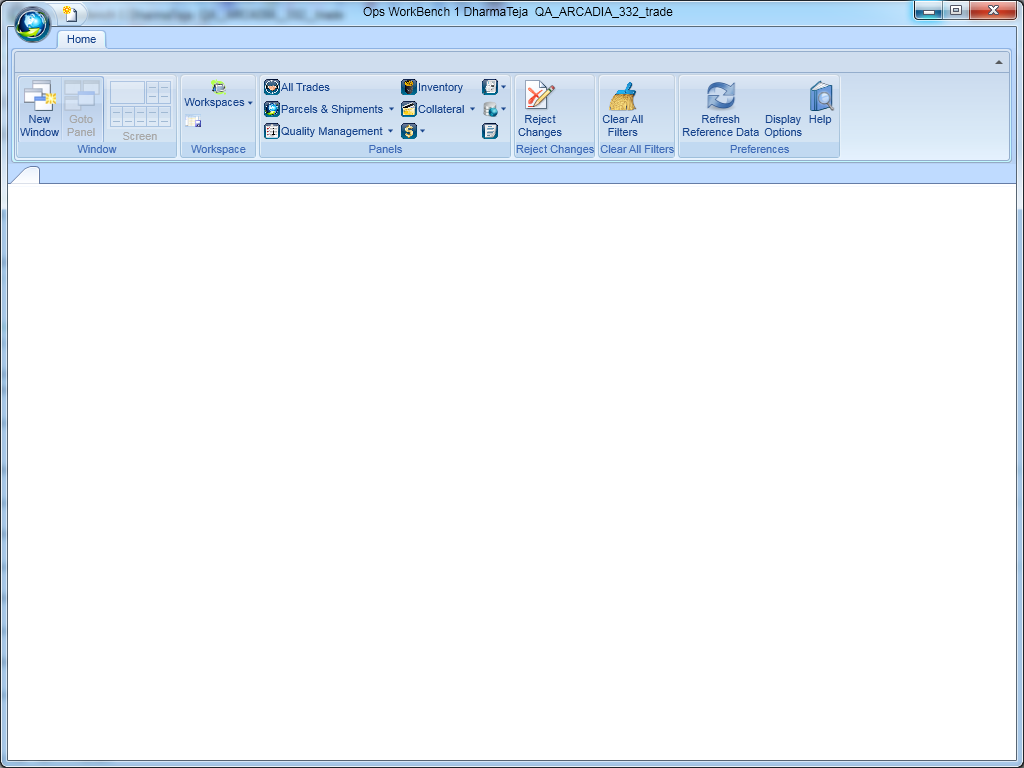 Ops WorkBench 1 DharmaTeja QA_ARCADIA_332_trade
Home
New Window
Goto Panel
Screen
Window
Workspaces
Workspace
All Trades
Parcels & Shipments
Quality Management
Inventory
Collateral
Panels
Reject Changes
Reject Changes
Clear All Filters
Clear All Filters
Refresh Reference Data
Display Options
Help
Preferences